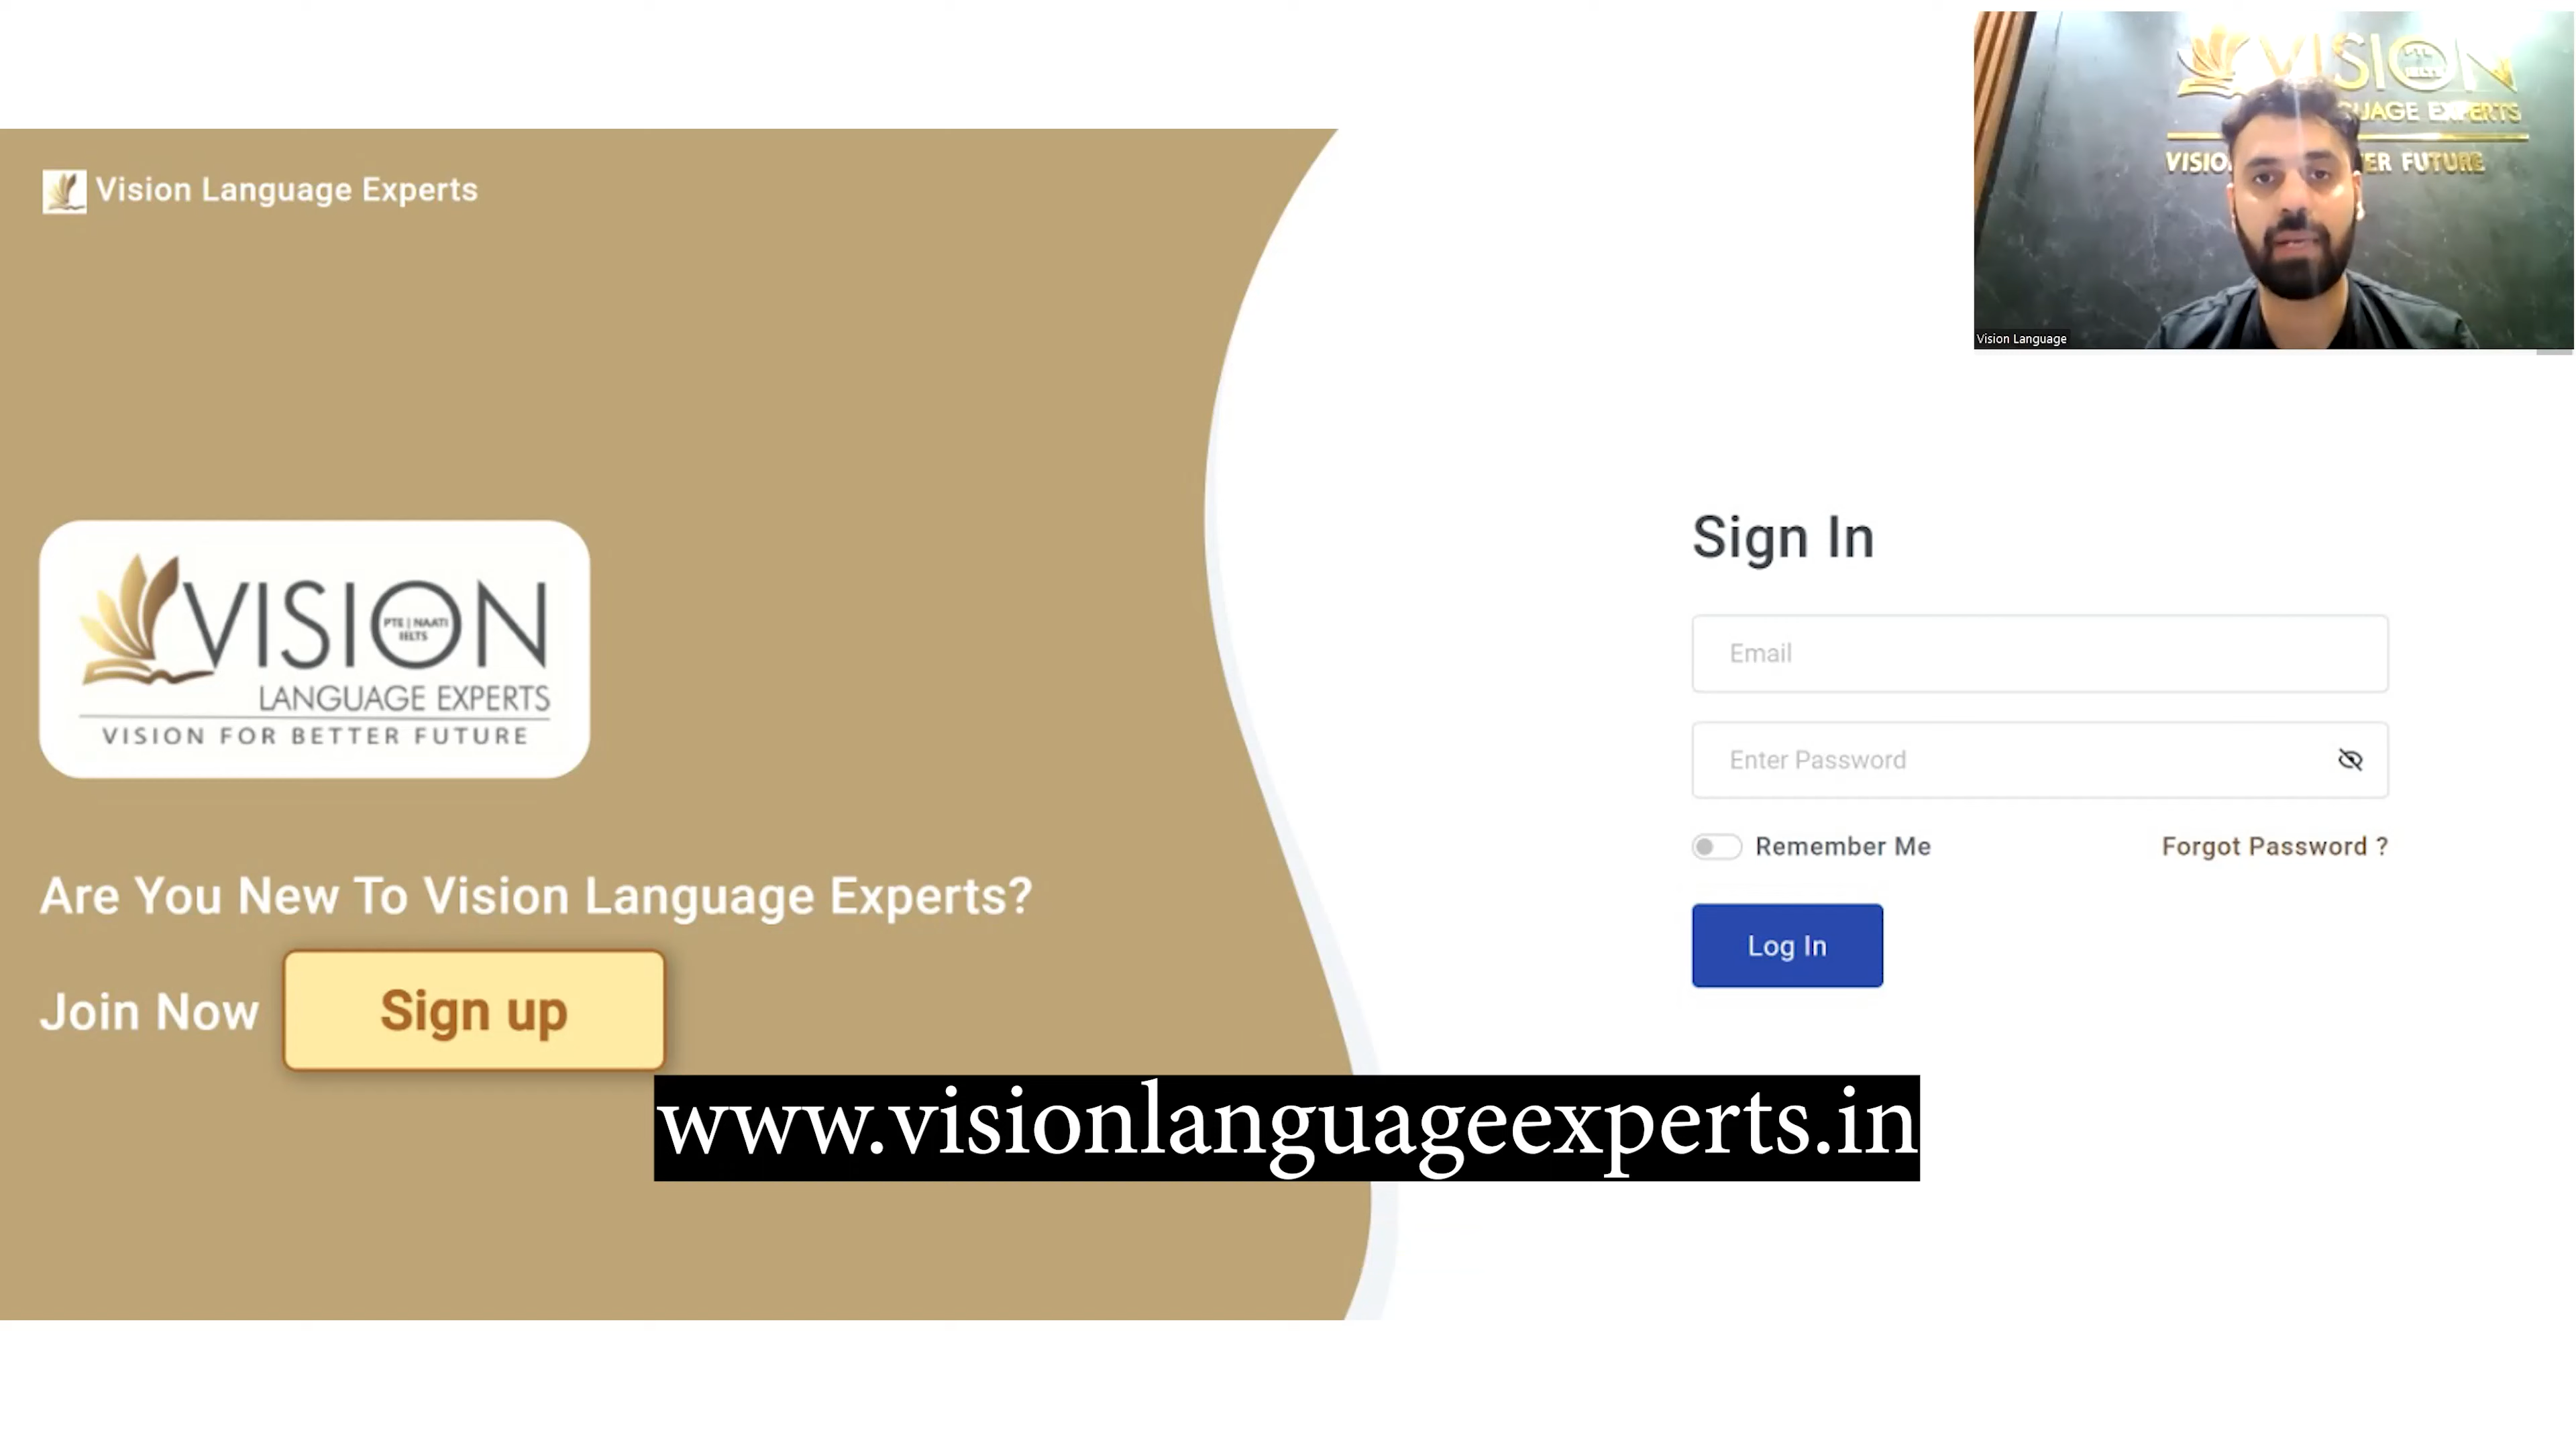 Vision Language Experts
VISION
PTE | NAATI
IELTS
LANGUAGE EXPERTS
VISION FOR BETTER FUTURE
Are You New To Vision Language Experts?
Join Now
Sign up
Sign In
Email
Enter Password
Remember Me
Forgot Password ?
Log In
www.visionlanguageexperts.in
VISION
EXPERTS
FUTURE
Vision Language